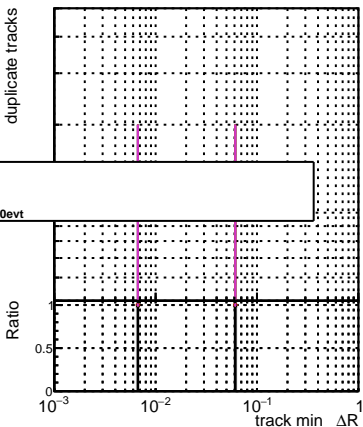 duplicate tracks
0evt
Ratio
1
0.5
0
10⁻³
10⁻²
10⁻¹
1
track min ΔR